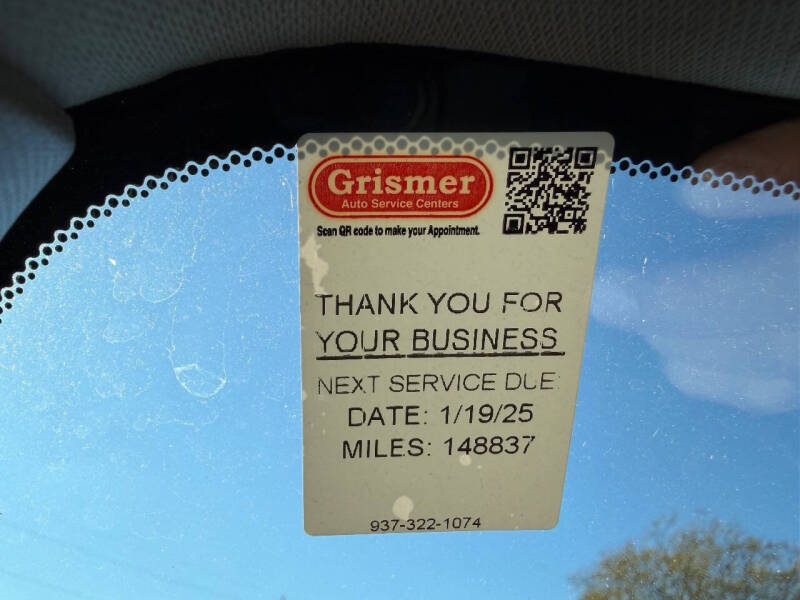 Grismer
Auto Service Centers
Scan QR code to make your Appointment.
THANK YOU FOR
YOUR BUSINESS
NEXT SERVICE DUE:
DATE: 1/19/25
MILES: 148837
937-322-1074